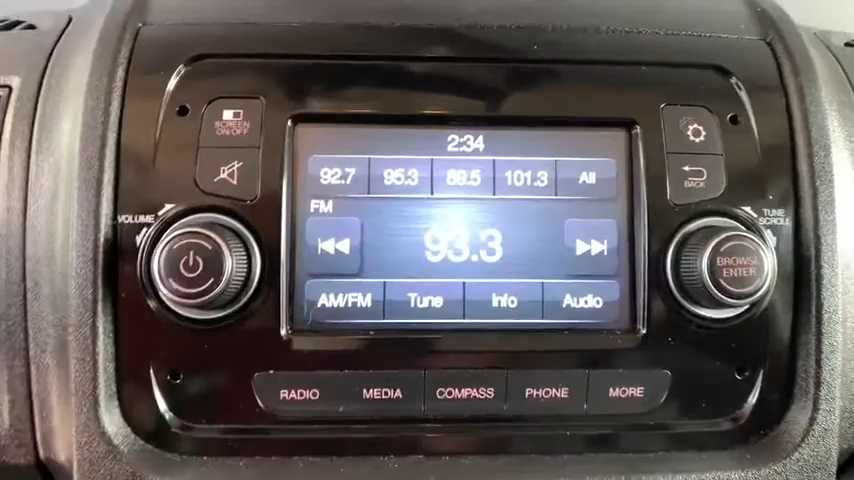 SCREEN
ON/OFF
VOLUME
2:34
92.7 95.3 89.5 101.3 All
FM
93.3
AM/FM Tune Info Audio
BACK
TUNE
SCROLL
BROWSE
ENTER
RADIO MEDIA COMPASS PHONE MORE